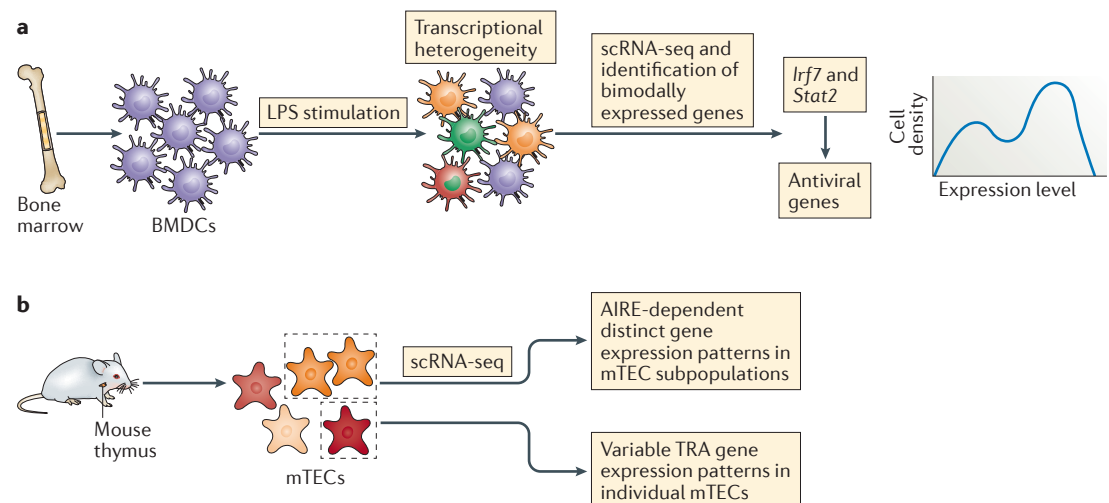 a
Bone
marrow
BMDCs
LPS stimulation
Transcriptional
heterogeneity
scRNA-seq and
identification of
bimodally
expressed genes
Irf7 and
Stat2
Antiviral
genes
Cell
density
Expression level
b
Mouse
thymus
mTECs
scRNA-seq
AIRE-dependent
distinct gene
expression patterns in
mTEC subpopulations
Variable TRA gene
expression patterns in
individual mTECs